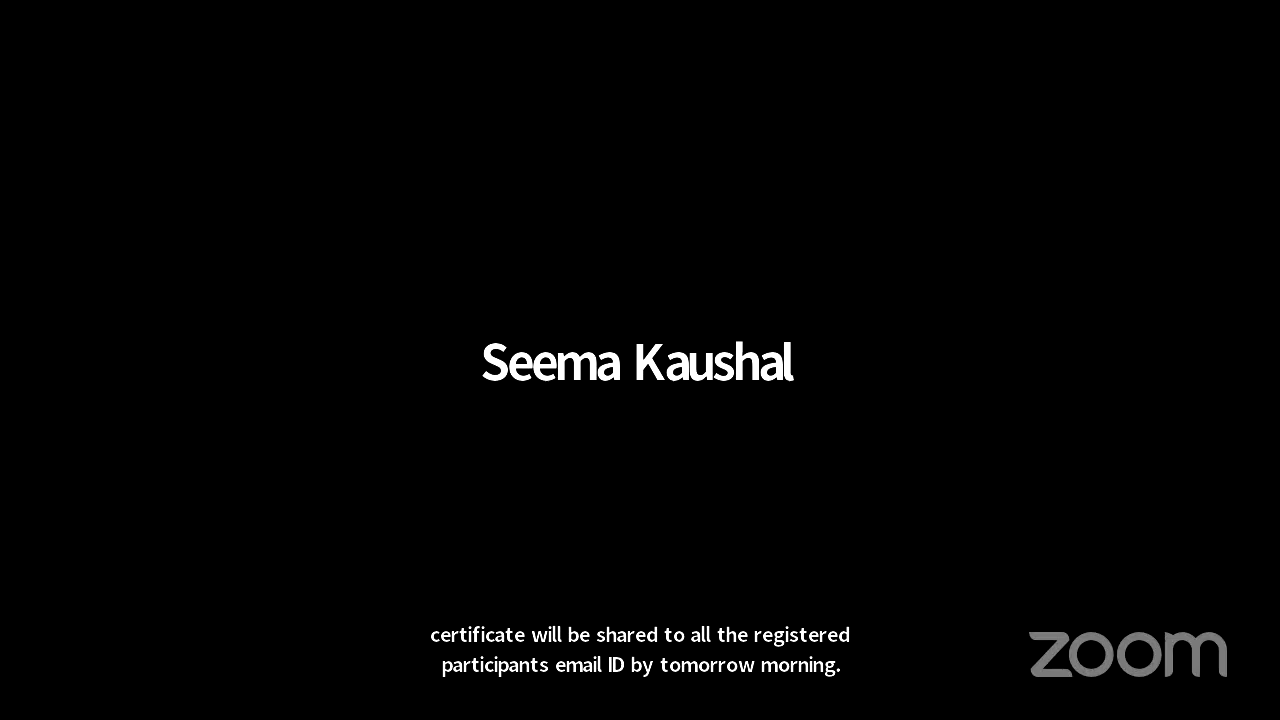 Seema Kaushal
certificate will be shared to all the registered
participants email ID by tomorrow morning.
zoom